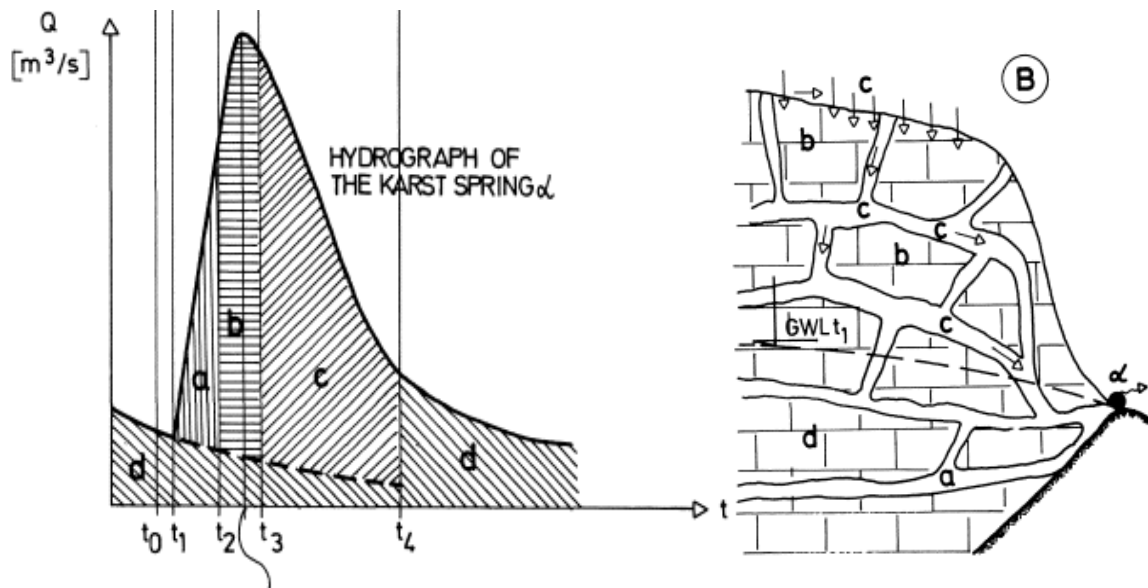 Q
[m³/s]
HYDROGRAPH OF
THE KARST SPRING α
a
b
c
d
d
t₀ t₁ t₂ t₃ t₄ t
B
c
b
c
c
b
GWL t₁
c
α
d
a